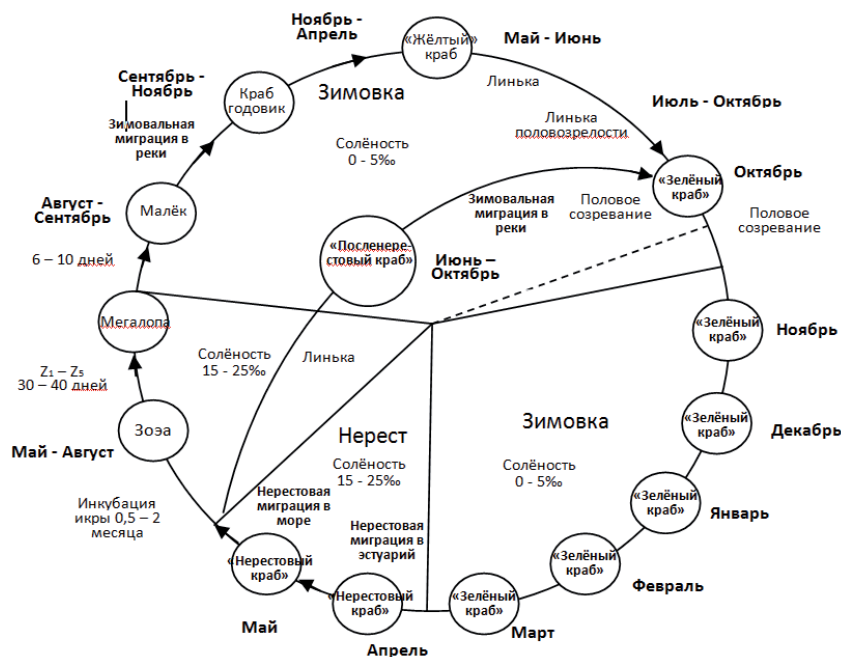 Ноябрь -
Апрель
«Жёлтый»
краб
Май - Июнь
Сентябрь -
Ноябрь
Краб
годовик
Зимовка
Линька
Июль - Октябрь
Зимовальная
миграция в
реки
Солёность
0 - 5‰
Линька
половозрелости
Август -
Сентябрь
Малёк
«Зелёный
краб»
Октябрь
Зимовальная
миграция в
реки
Половое
созревание
Половое
созревание
6 – 10 дней
«Посленере-
стовый краб»
Июнь –
Октябрь
Мегалопа
«Зелёный
краб»
Ноябрь
Z1 – Z5
30 – 40 дней
Солёность
15 - 25‰
Линька
Зоэа
Май - Август
Нерест
Солёность
15 - 25‰
Зимовка
Солёность
0 - 5‰
«Зелёный
краб»
Декабрь
Инкубация
икры 0,5 – 2
месяца
Нерестовая
миграция в
море
Нерестовая
миграция в
эстуарий
«Зелёный
краб»
Январь
«Нерестовый
краб»
Май
«Нерестовый
краб»
Апрель
«Зелёный
краб»
Март
«Зелёный
краб»
Февраль